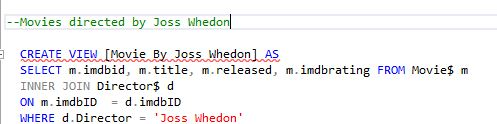 --Movies directed by Joss Whedon
CREATE VIEW [Movie By Joss Whedon] AS
SELECT m.imdbid, m.title, m.released, m.imdbrating FROM Movie$ m
INNER JOIN Director$ d
ON m.imdbID  = d.imdbID
WHERE d.Director = 'Joss Whedon'